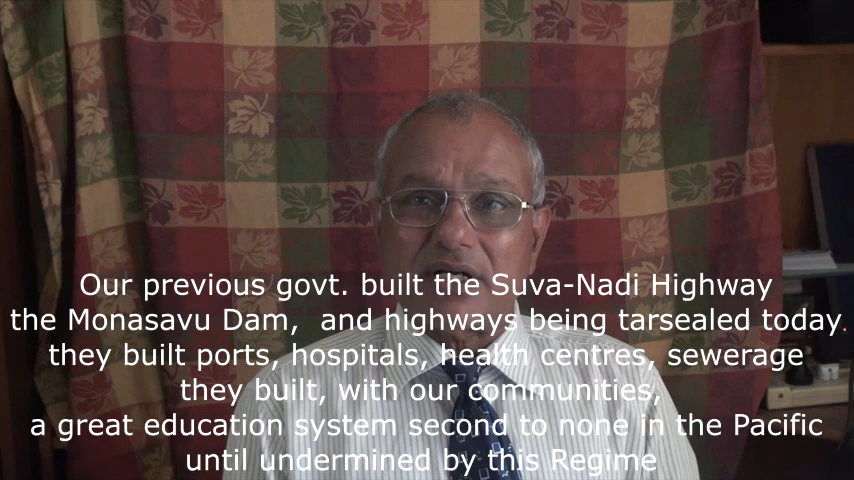 Our previous govt. built the Suva-Nadi Highway
the Monasavu Dam, and highways being tarsealed today.
they built ports, hospitals, health centres, sewerage
they built, with our communities,
a great education system second to none in the Pacific
until undermined by this Regime